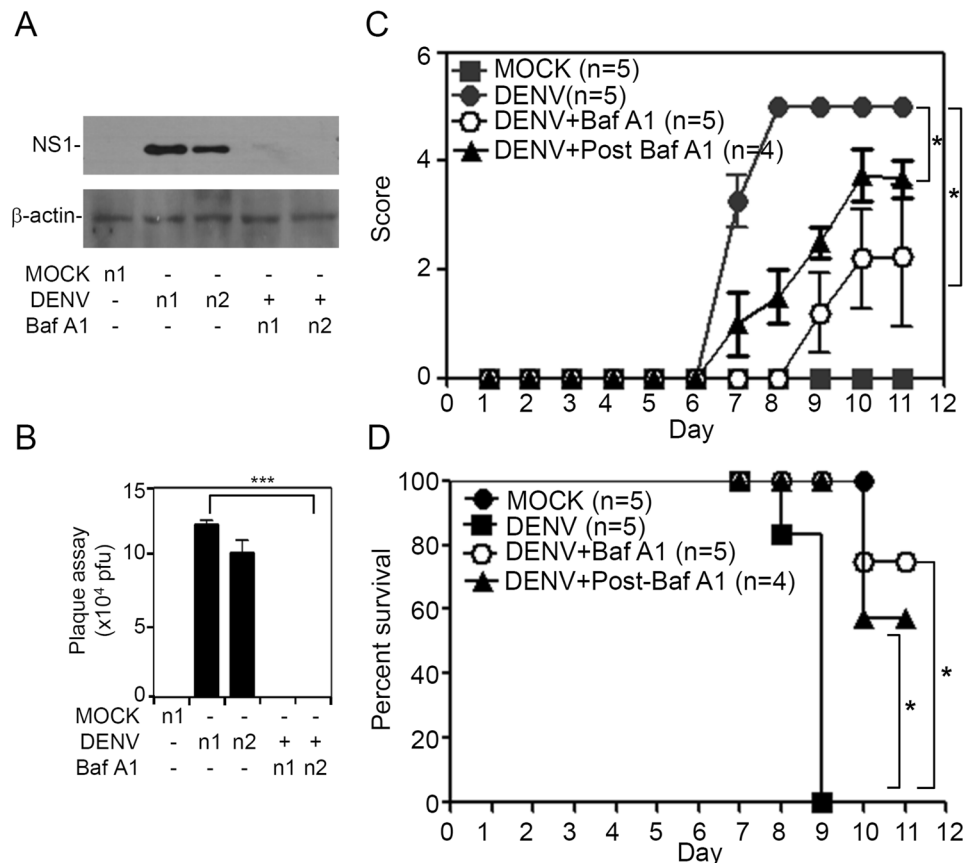 A
NS1-
β-actin-
MOCK n1 - - - -
DENV - n1 n2 + +
Baf A1 - - - n1 n2
B
15
10
5
0
Plaque assay
(x10⁴ pfu)
***
MOCK n1 - - - -
DENV - n1 n2 + +
Baf A1 - - - n1 n2
C
6
4
2
0
Score
MOCK (n=5)
DENV(n=5)
DENV+Baf A1 (n=5)
DENV+Post Baf A1 (n=4)
*
*
0 1 2 3 4 5 6 7 8 9 10 11 12
Day
D
100
80
60
40
20
0
Percent survival
MOCK (n=5)
DENV (n=5)
DENV+Baf A1 (n=5)
DENV+Post-Baf A1 (n=4)
*
*
0 1 2 3 4 5 6 7 8 9 10 11 12
Day